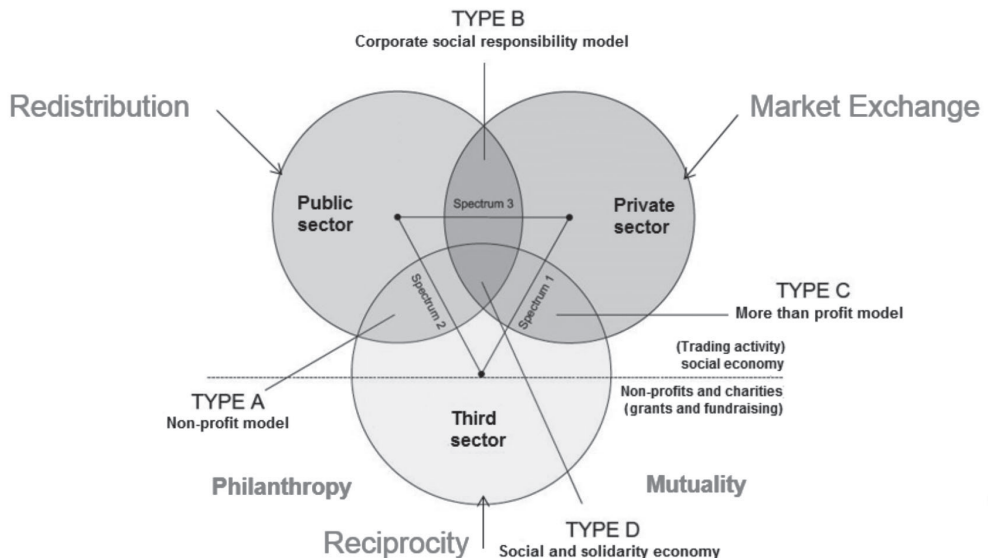 TYPE B
Corporate social responsibility model
Redistribution
Market Exchange
Public
sector
Spectrum 3
Private
sector
Spectrum 2
Spectrum 1
TYPE C
More than profit model
(Trading activity)
social economy
Non-profits and charities
(grants and fundraising)
TYPE A
Non-profit model
Third
sector
Philanthropy
Mutuality
Reciprocity
TYPE D
Social and solidarity economy